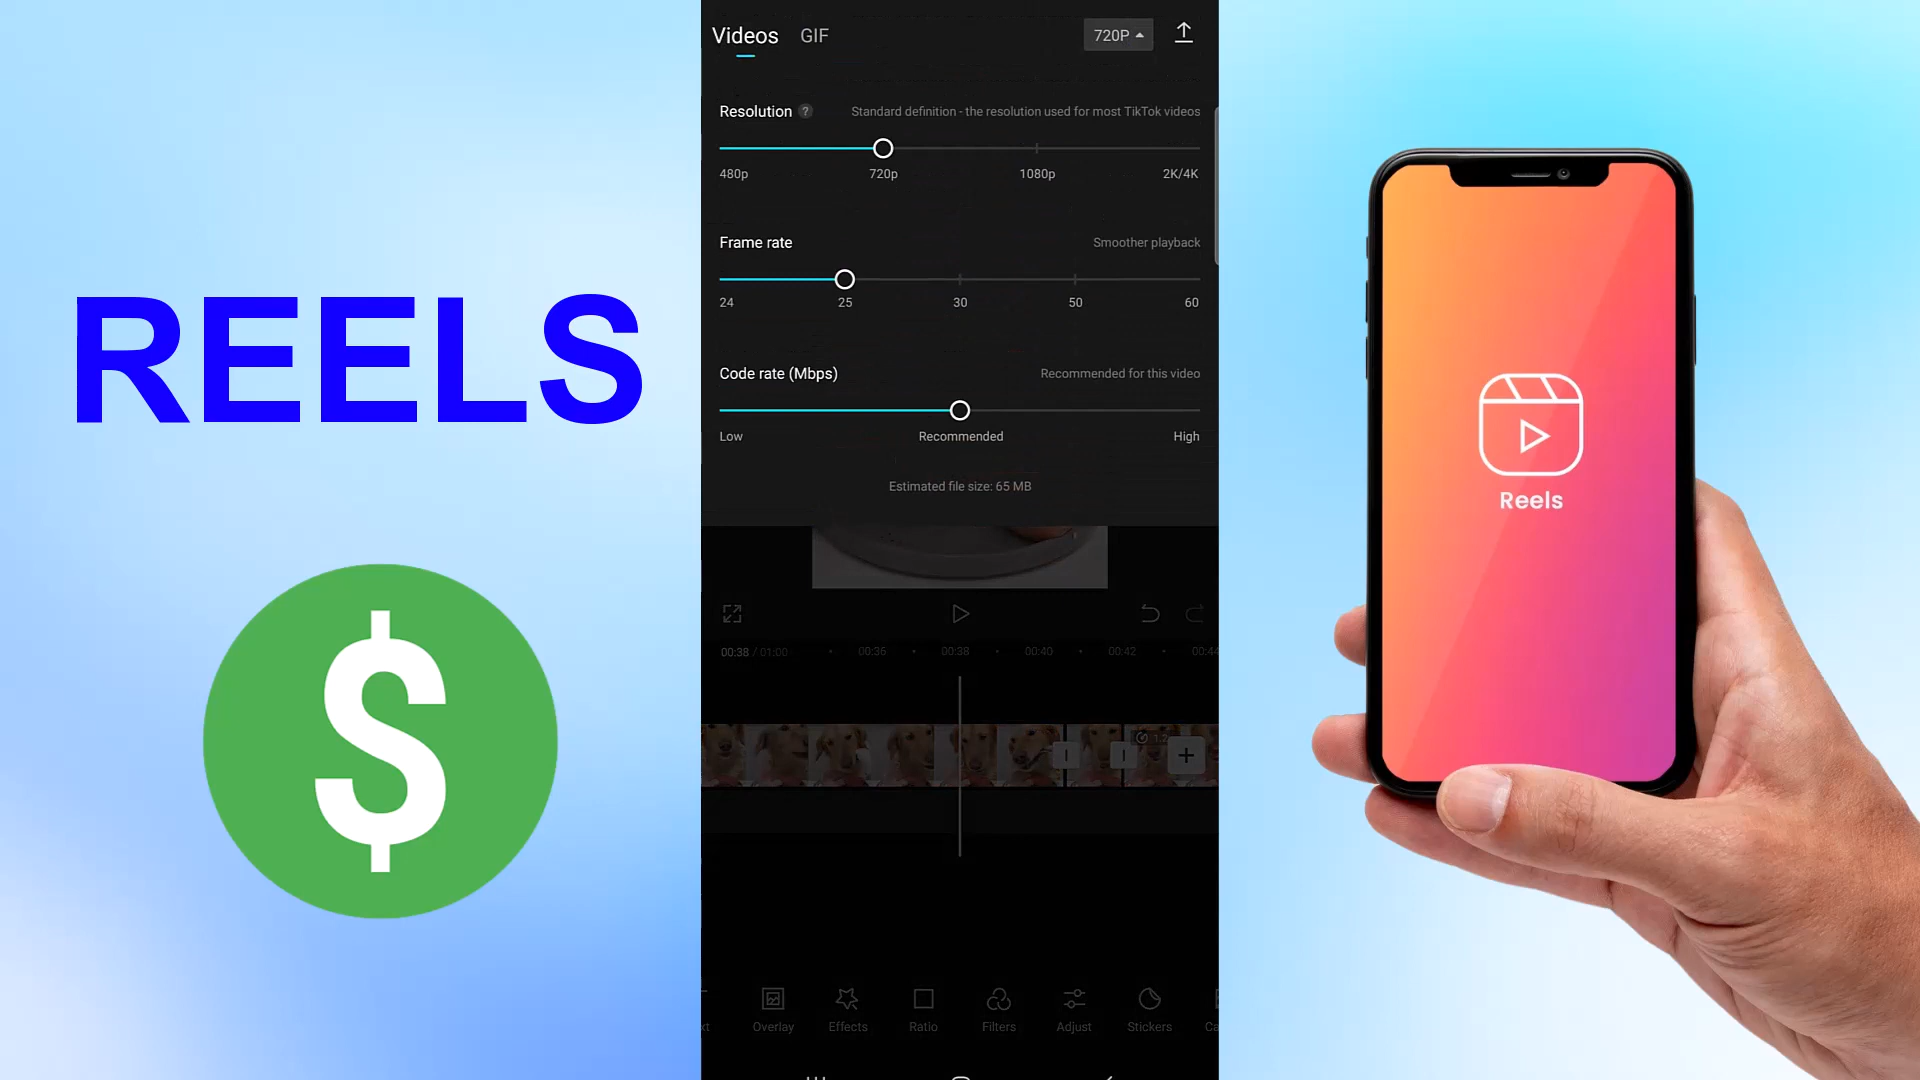 REELS
$
Videos GIF 720P
Resolution ? Standard definition - the resolution used for most TikTok videos
480p 720p 1080p 2K/4K
Frame rate Smoother playback
24 25 30 50 60
Code rate (Mbps) Recommended for this video
Low Recommended High
Estimated file size: 65 MB
00:38 / 01:00 00:36 00:38 00:40 00:42 00:44
Overlay Effects Ratio Filters Adjust Stickers
Reels